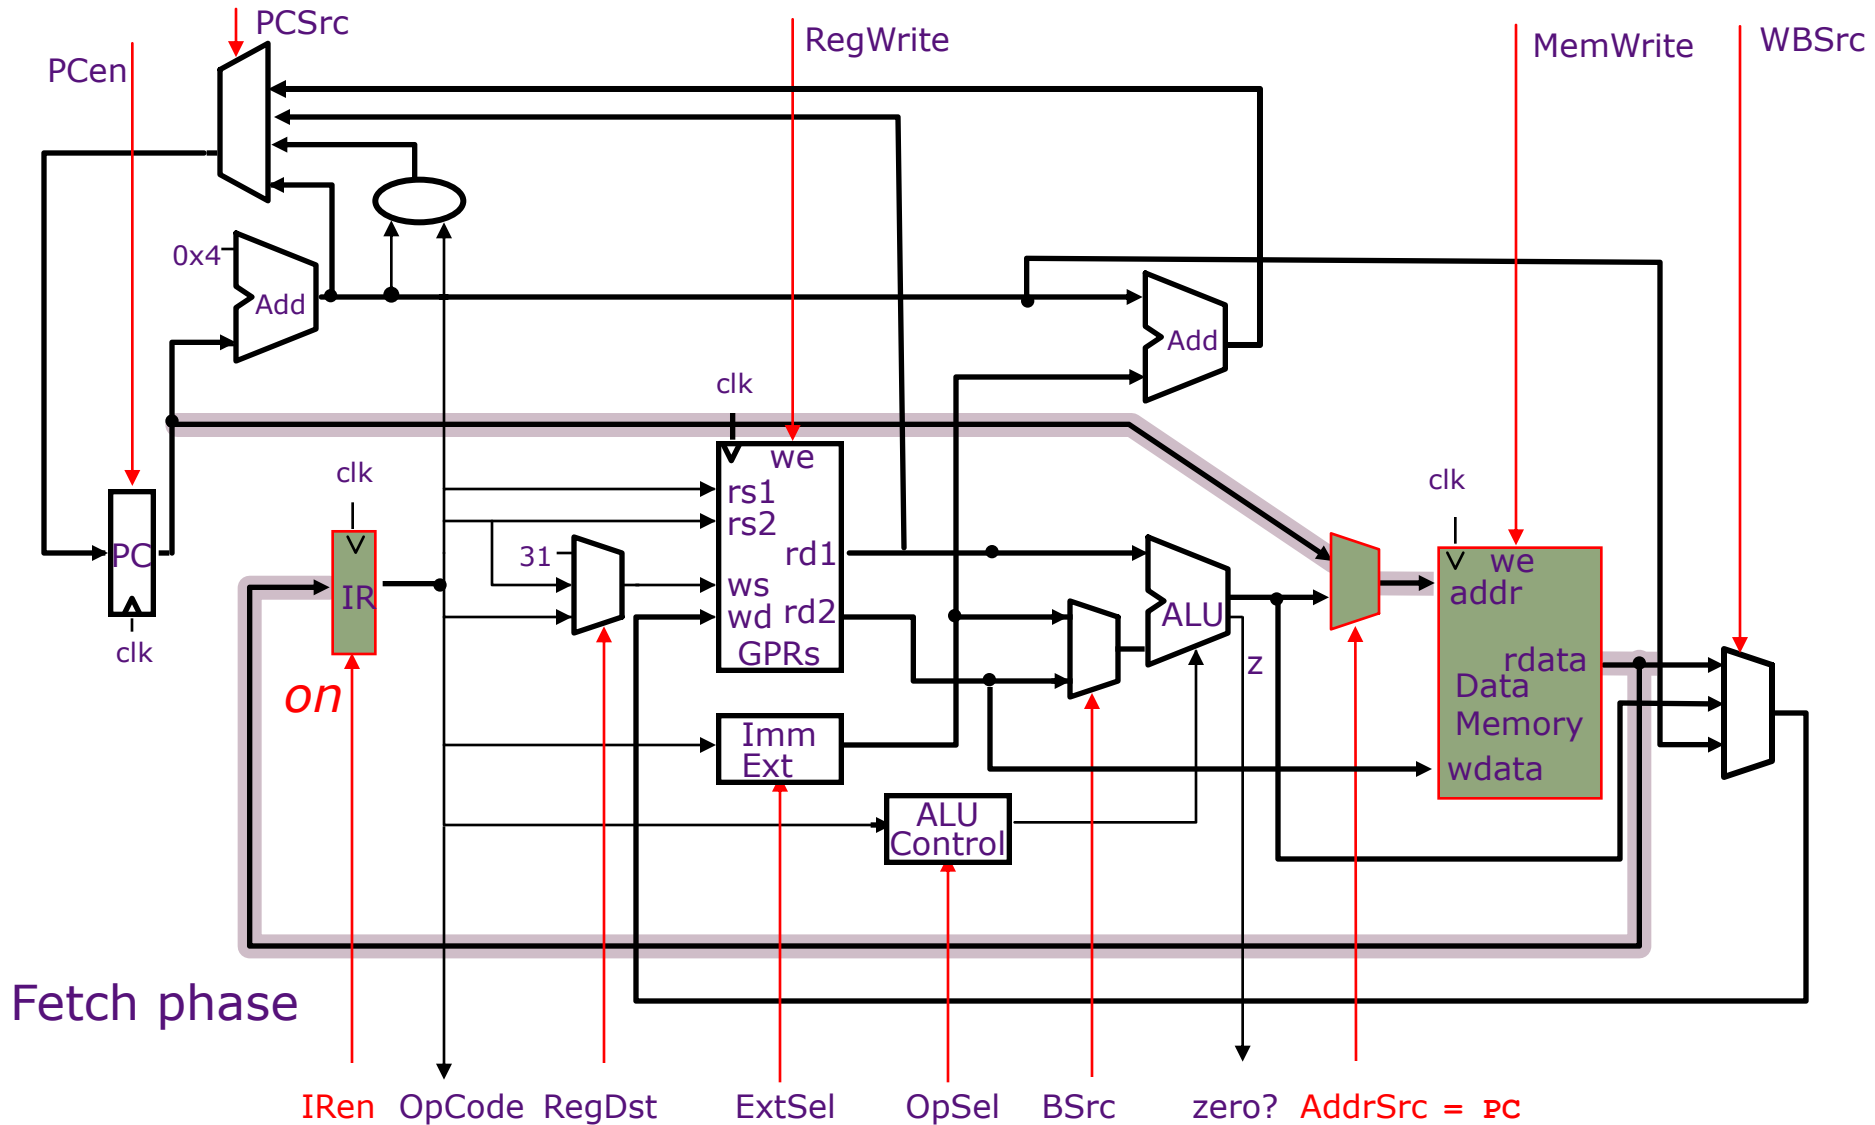 PCSrc
PCen
RegWrite
MemWrite
WBSrc
0x4
Add
Add
clk
clk
clk
we
rs1
rs2
rd1
31
ws
wd
rd2
GPRs
PC
clk
IR
on
ALU
z
we
addr
rdata
Data
Memory
wdata
Imm
Ext
ALU
Control
Fetch phase
IRen
OpCode
RegDst
ExtSel
OpSel
BSrc
zero?
AddrSrc = PC